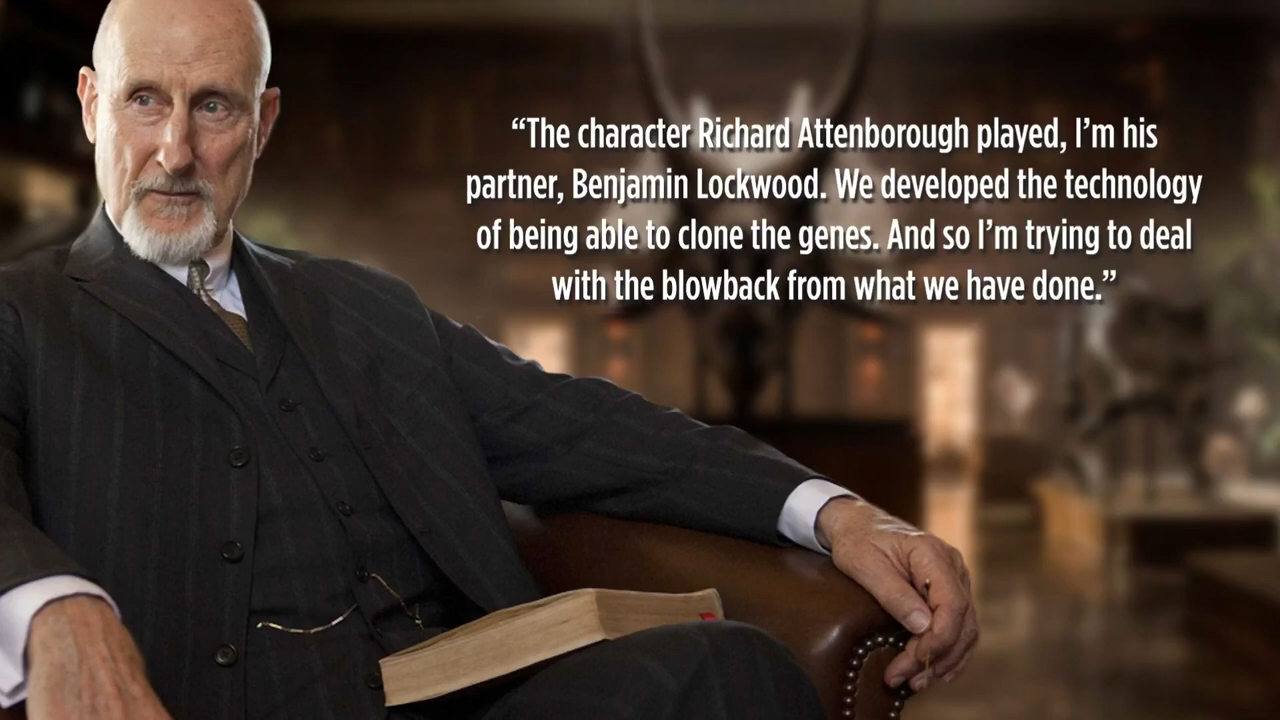 “The character Richard Attenborough played, I’m his
partner, Benjamin Lockwood. We developed the technology
of being able to clone the genes. And so I’m trying to deal
with the blowback from what we have done.”